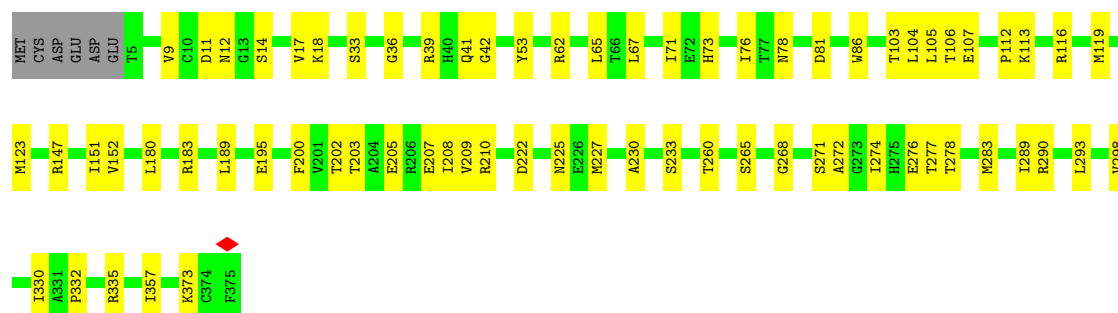 MET CYS ASP GLU ASP GLU T5 V9 C10 D11 N12 G13 S14 V17 K18 S33 G36 R39 H40 Q41 G42 Y53 R62 L65 T66 L67 I71 E72 H73 I76 T77 N78 D81 W86 T103 L104 L105 T106 E107 P112 K113 R116 M119
M123 R147 I151 V152 L180 R183 L189 E195 F200 V201 T202 T203 A204 E205 R206 E207 I208 V209 R210 D222 N225 E226 M227 A230 S233 T260 S265 G268 S271 A272 G273 I274 H275 E276 T277 T278 M283 I289 R290 L293
I330 A331 P332 R335 I357 K373 C374 F375